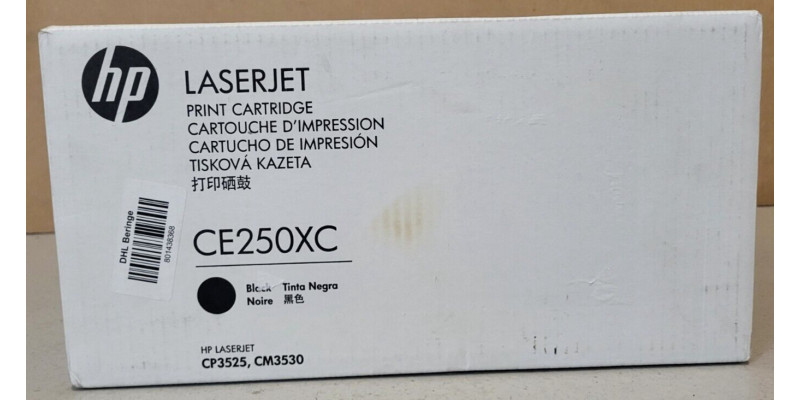 hp
LASERJET
PRINT CARTRIDGE
CARTOUCHE D'IMPRESSION
CARTUCHO DE IMPRESIÓN
TISKOVÁ KAZETA
打印硒鼓
DHL Beringe
801438368
CE250XC
Black Tinta Negra
Noire 黑色
HP LASERJET
CP3525, CM3530